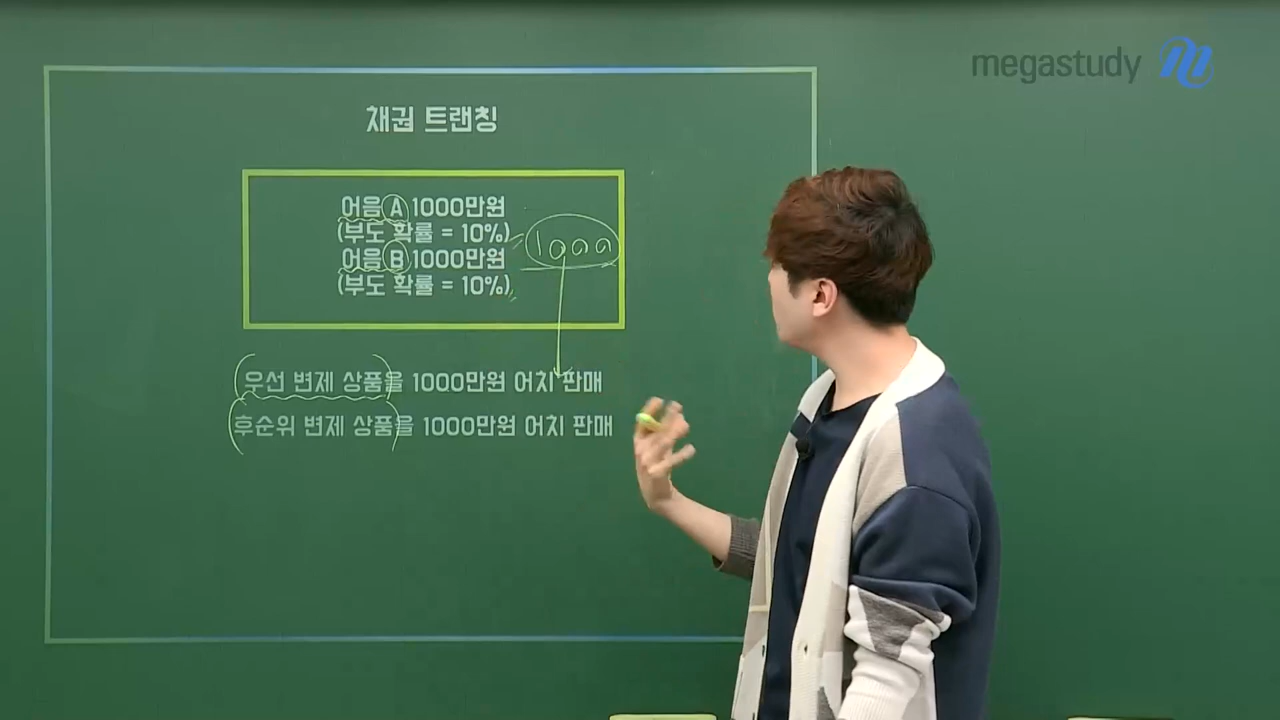 megastudy
채권 트랜칭
어음 A 1000만원
(부도 확률 = 10%)
1000
어음 B 1000만원
(부도 확률 = 10%)
우선 변제 상품을 1000만원 어치 판매
후순위 변제 상품을 1000만원 어치 판매